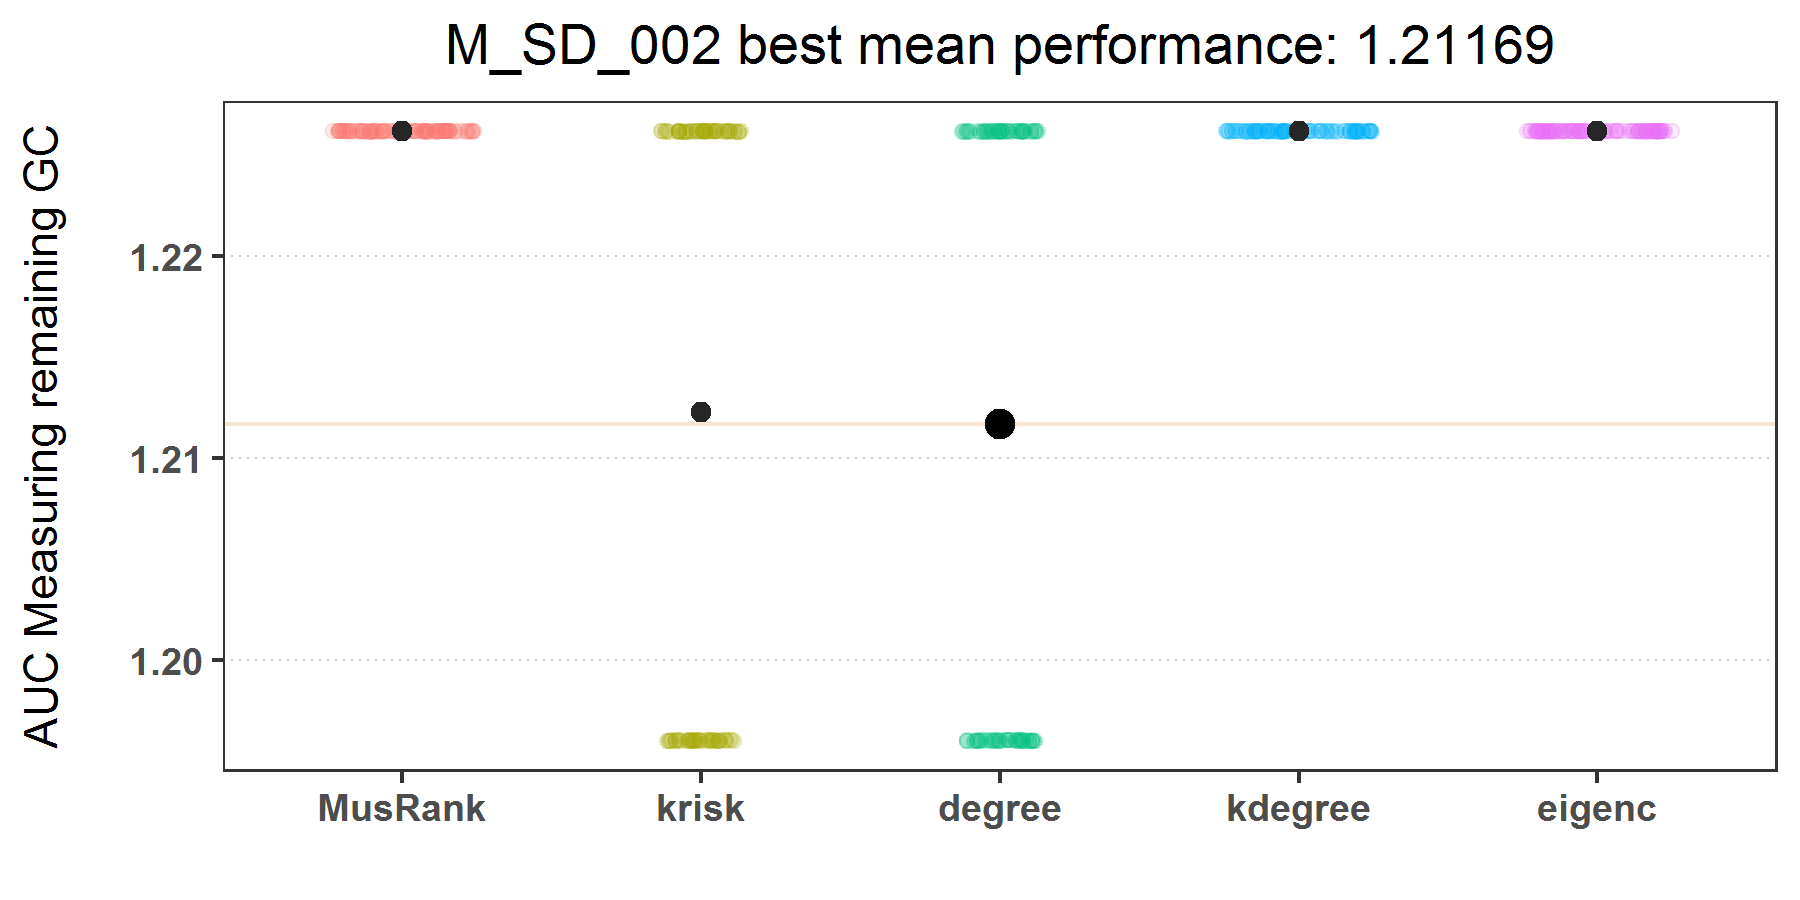 M_SD_002 best mean performance: 1.21169
AUC Measuring remaining GC
1.22
1.21
1.20
MusRank krisk degree kdegree eigenc